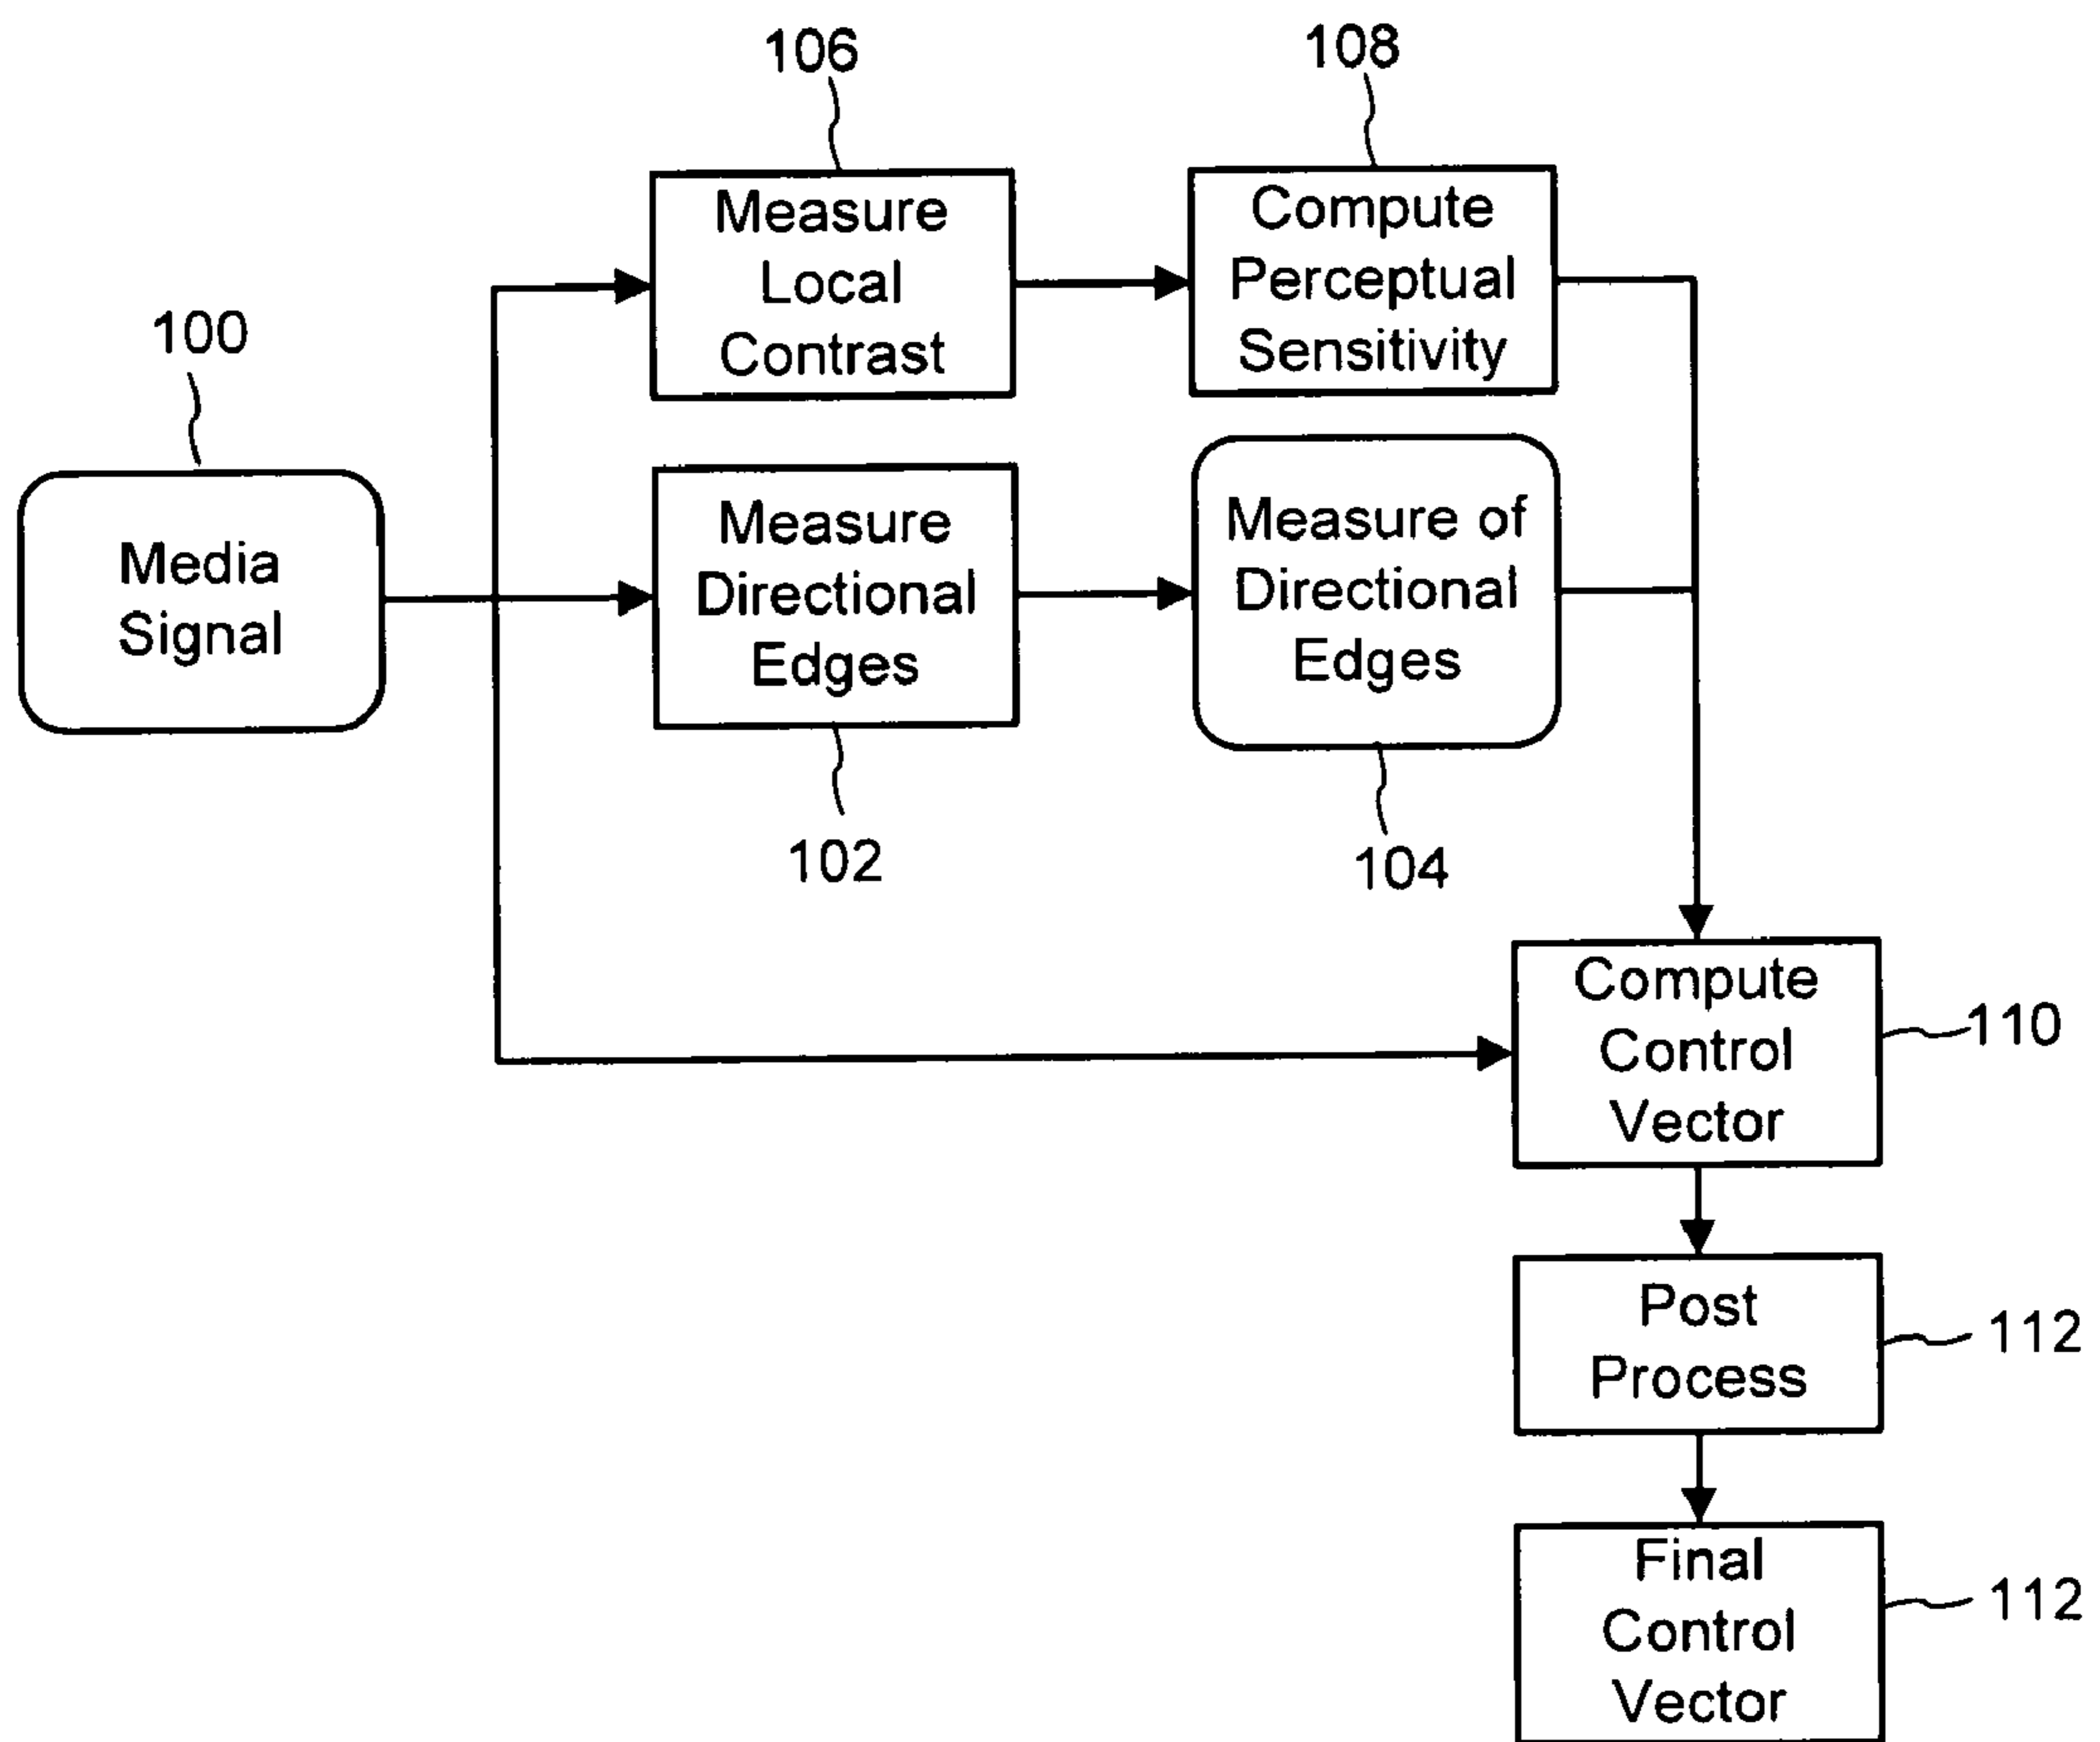 106
108
Measure
Local
Contrast
Compute
Perceptual
Sensitivity
100
Media
Signal
Measure
Directional
Edges
Measure of
Directional
Edges
102
104
Compute
Control
Vector
110
Post
Process
112
Final
Control
Vector
112